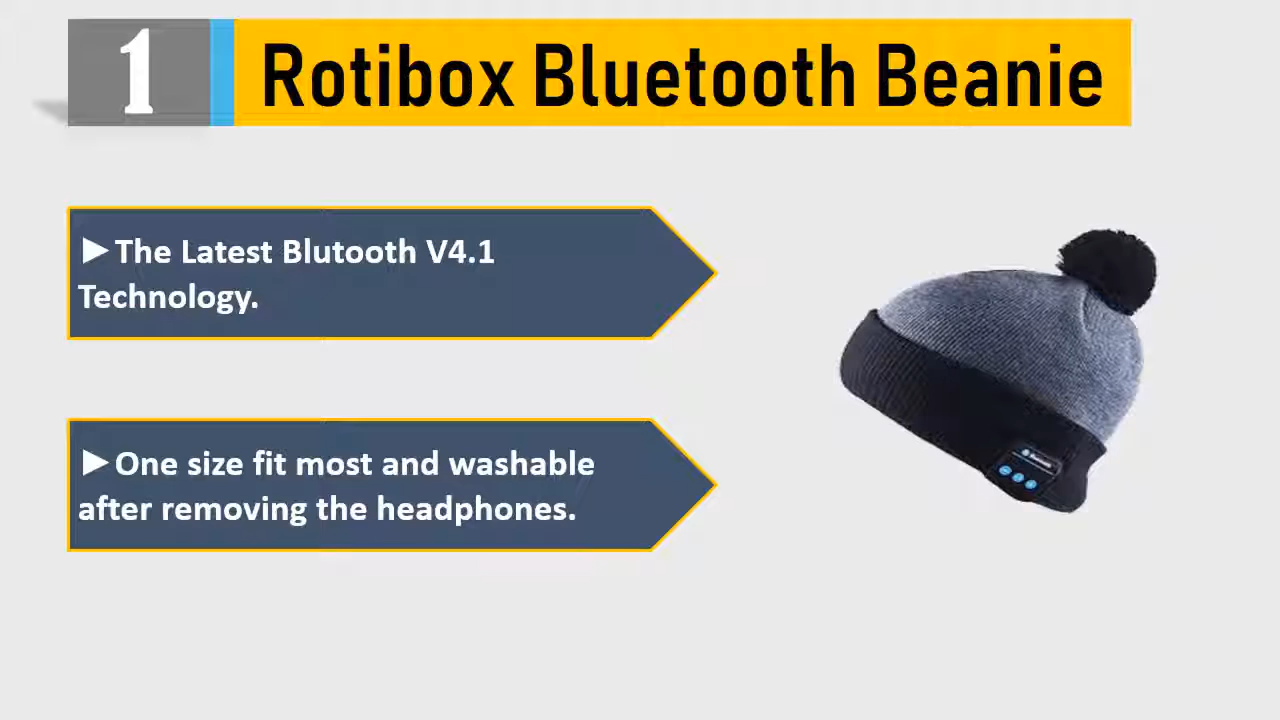 1
Rotibox Bluetooth Beanie
►The Latest Blutooth V4.1
Technology.
►One size fit most and washable
after removing the headphones.
Bluetooth